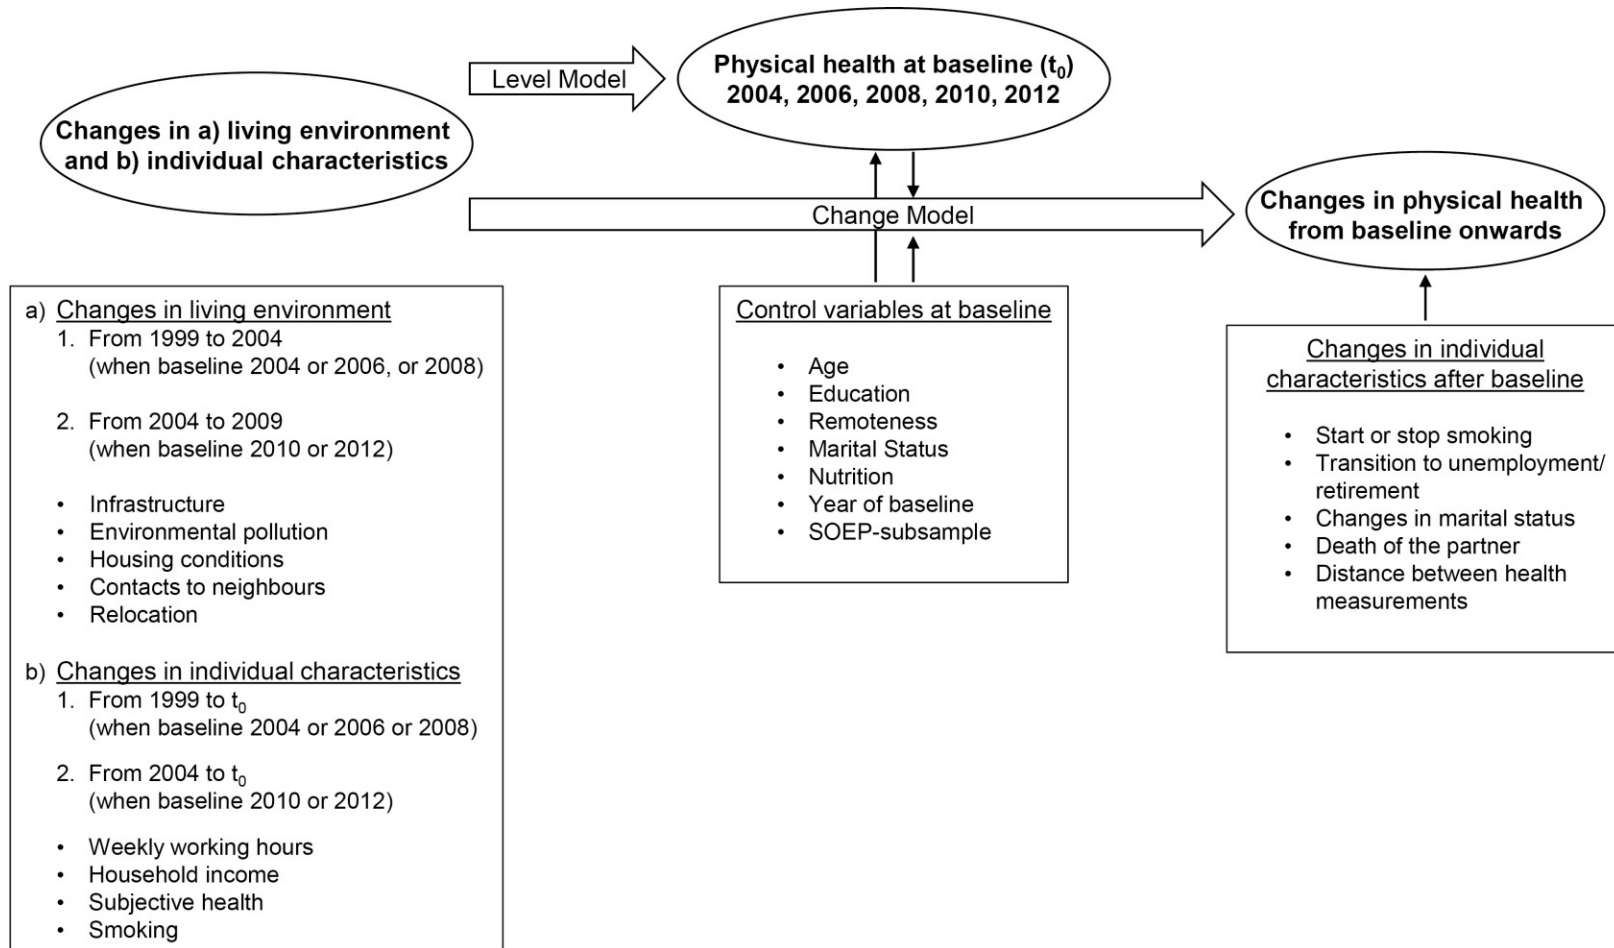 Changes in a) living environment
and b) individual characteristics
Level Model
Physical health at baseline (t₀)
2004, 2006, 2008, 2010, 2012
Change Model
Changes in physical health
from baseline onwards
a) Changes in living environment
1. From 1999 to 2004
(when baseline 2004 or 2006, or 2008)
2. From 2004 to 2009
(when baseline 2010 or 2012)
• Infrastructure
• Environmental pollution
• Housing conditions
• Contacts to neighbours
• Relocation
b) Changes in individual characteristics
1. From 1999 to t₀
(when baseline 2004 or 2006 or 2008)
2. From 2004 to t₀
(when baseline 2010 or 2012)
• Weekly working hours
• Household income
• Subjective health
• Smoking
Control variables at baseline
• Age
• Education
• Remoteness
• Marital Status
• Nutrition
• Year of baseline
• SOEP-subsample
Changes in individual
characteristics after baseline
• Start or stop smoking
• Transition to unemployment/
retirement
• Changes in marital status
• Death of the partner
• Distance between health
measurements